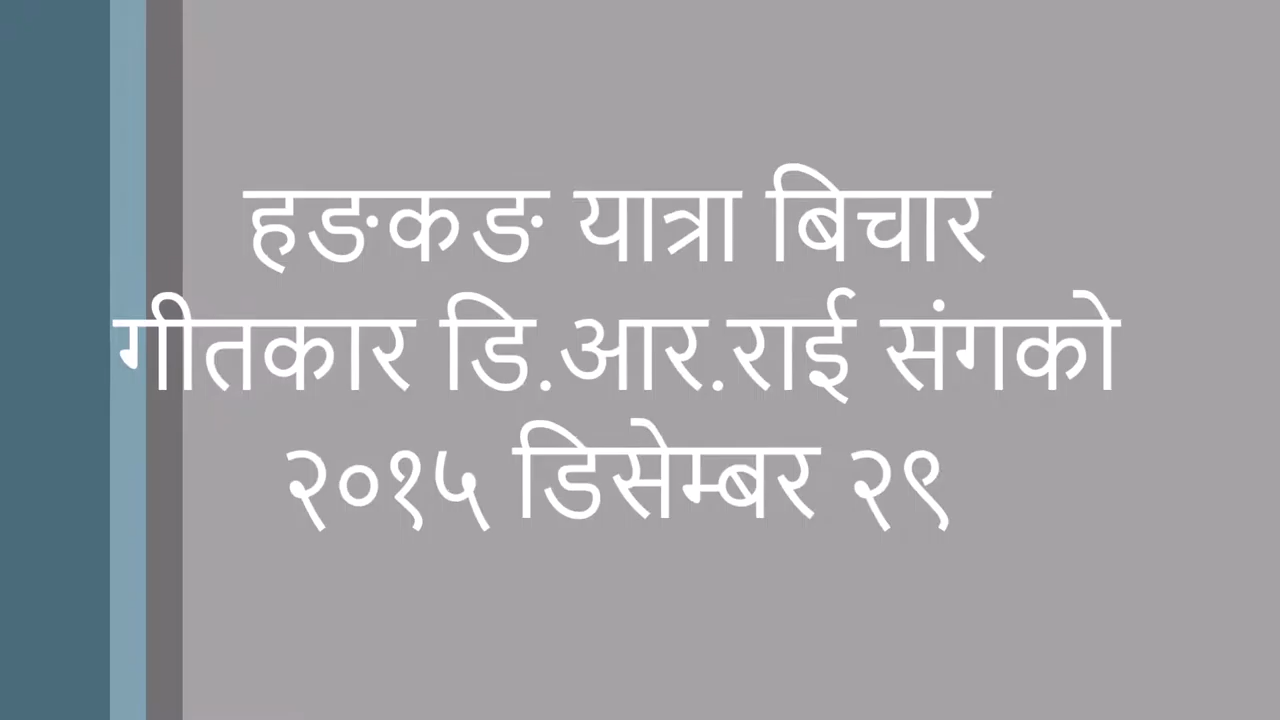 हङकङ यात्रा बिचार
गीतकार डि.आर.राई संगको
२०१५ डिसेम्बर २९